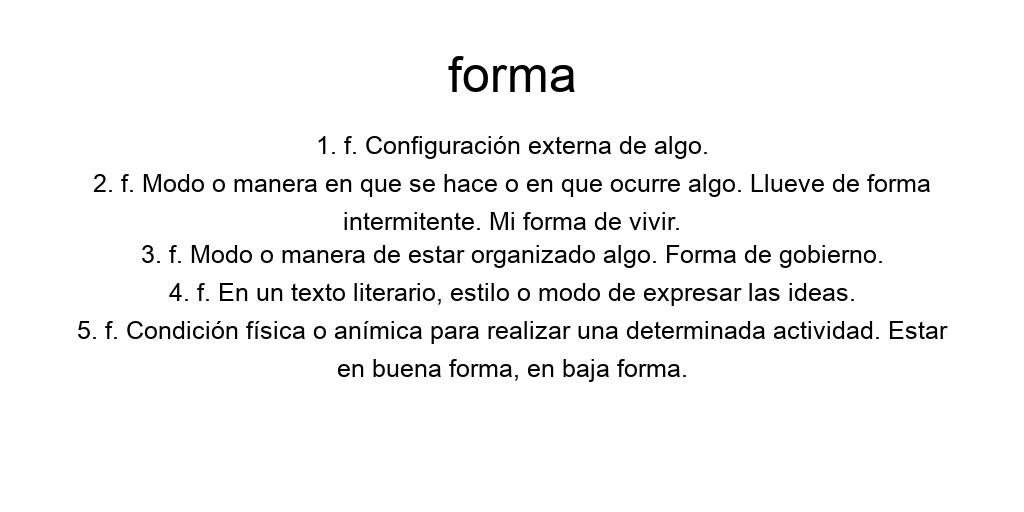 forma
1. f. Configuración externa de algo.
2. f. Modo o manera en que se hace o en que ocurre algo. Llueve de forma
intermitente. Mi forma de vivir.
3. f. Modo o manera de estar organizado algo. Forma de gobierno.
4. f. En un texto literario, estilo o modo de expresar las ideas.
5. f. Condición física o anímica para realizar una determinada actividad. Estar
en buena forma, en baja forma.